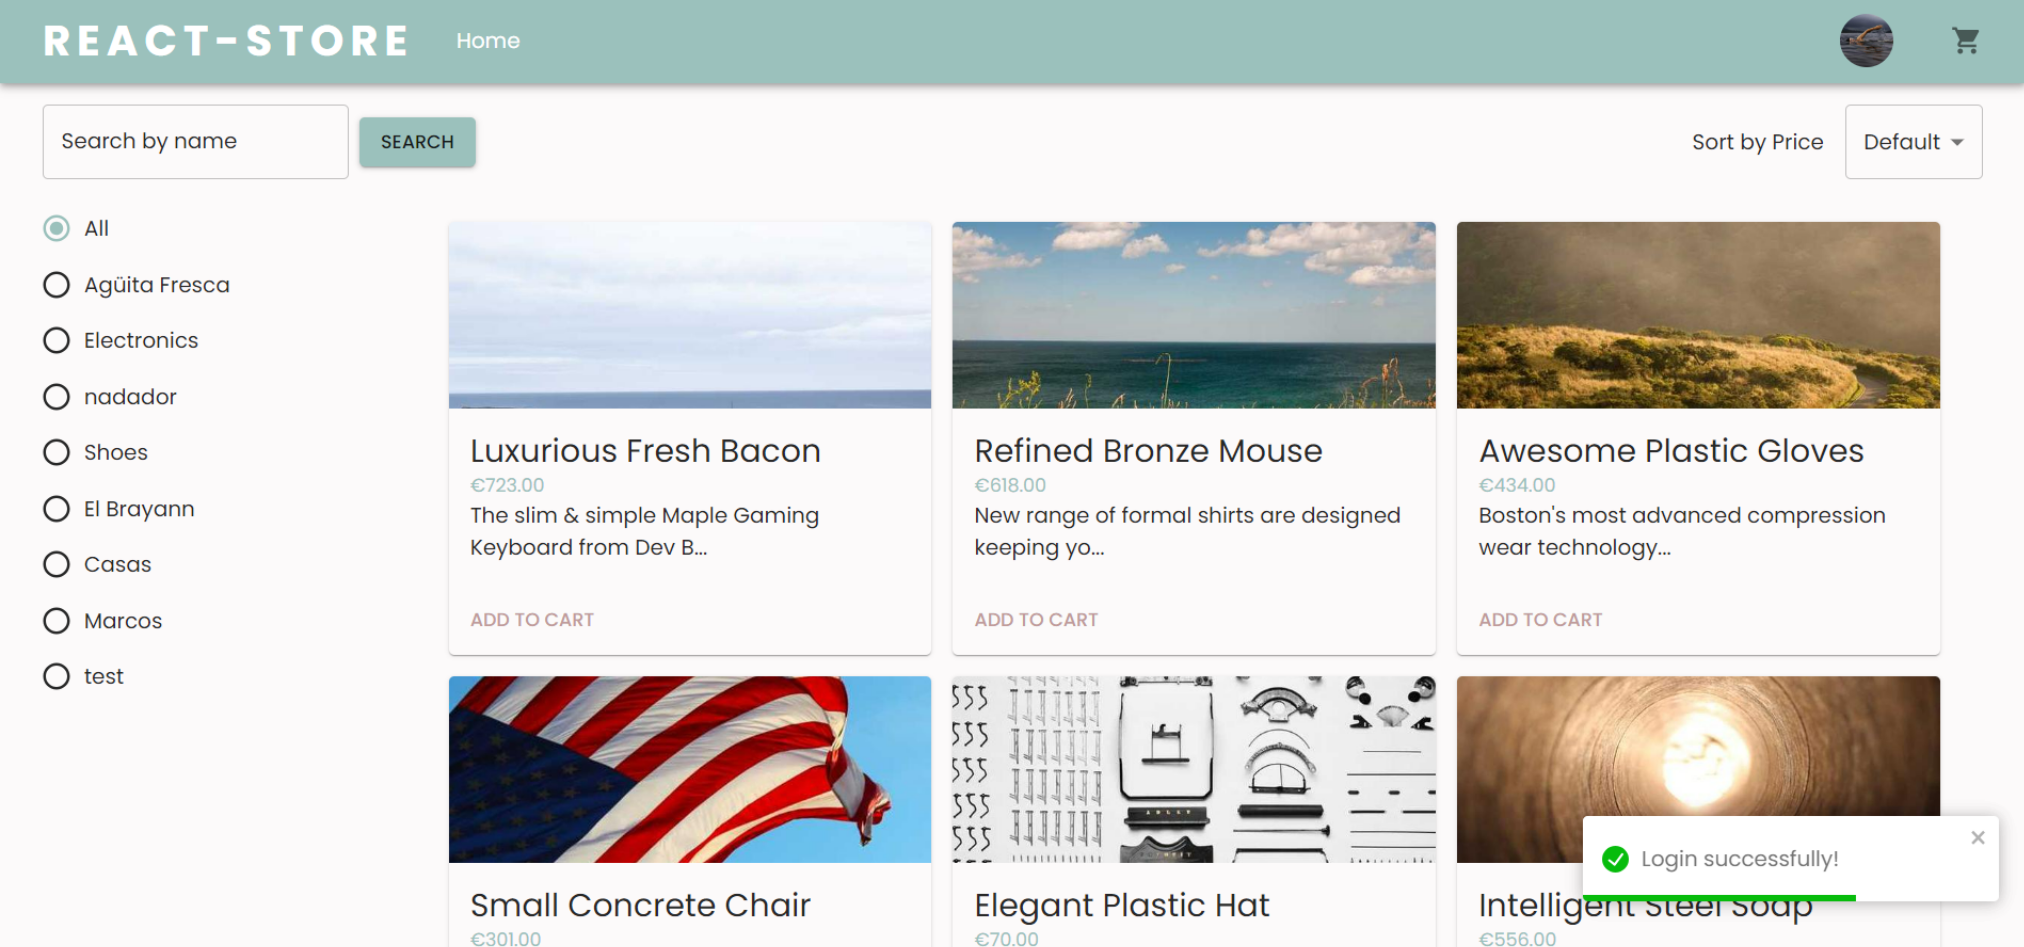 REACT-STORE
Home
Search by name
SEARCH
Sort by Price
Default
All
Agüita Fresca
Electronics
nadador
Shoes
El Brayann
Casas
Marcos
test
Luxurious Fresh Bacon
€723.00
The slim & simple Maple Gaming
Keyboard from Dev B...
ADD TO CART
Refined Bronze Mouse
€618.00
New range of formal shirts are designed
keeping yo...
ADD TO CART
Awesome Plastic Gloves
€434.00
Boston's most advanced compression
wear technology...
ADD TO CART
Small Concrete Chair
€301.00
Elegant Plastic Hat
€70.00
Intelligent Steel Soap
€556.00
Login successfully!